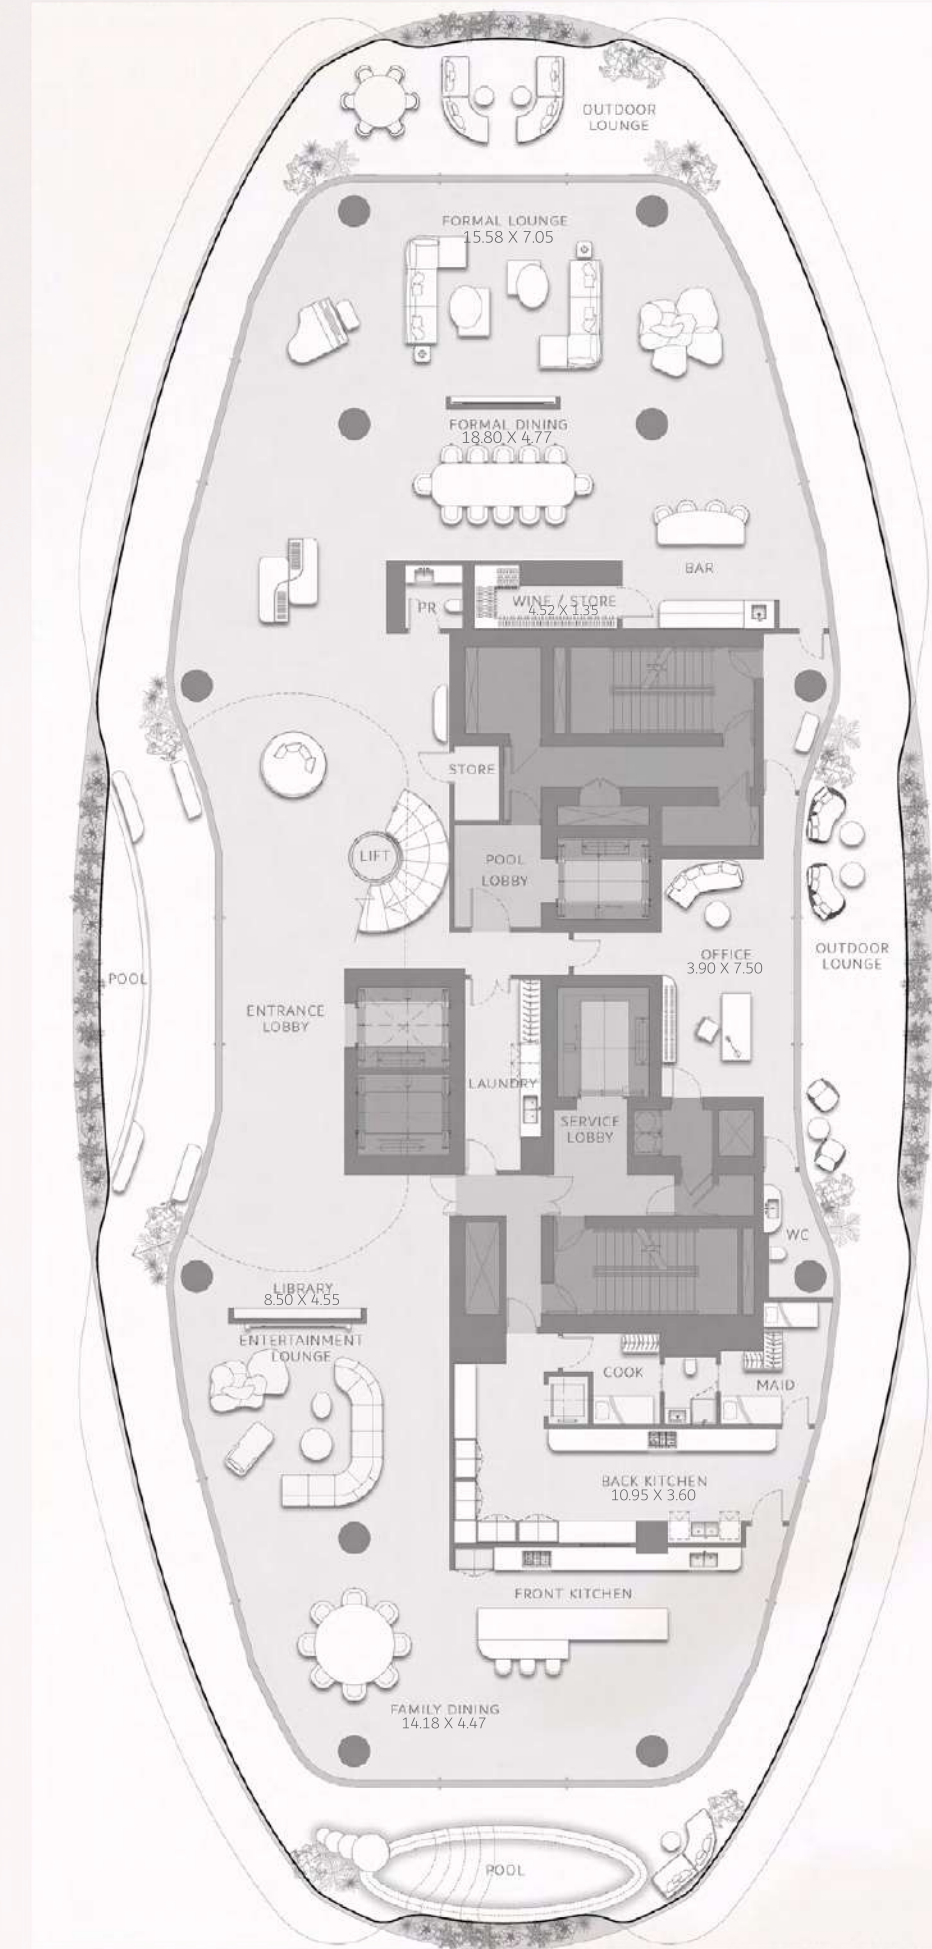 OUTDOOR
LOUNGE
FORMAL LOUNGE
15.58 X 7.05
FORMAL DINING
18.80 X 4.77
BAR
PR
WINE / STORE
4.52 X 1.35
STORE
LIFT
POOL
LOBBY
OFFICE
3.90 X 7.50
OUTDOOR
LOUNGE
POOL
ENTRANCE
LOBBY
LAUNDRY
SERVICE
LOBBY
WC
LIBRARY
8.50 X 4.55
ENTERTAINMENT
LOUNGE
COOK
MAID
BACK KITCHEN
10.95 X 3.60
FRONT KITCHEN
FAMILY DINING
14.18 X 4.47
POOL